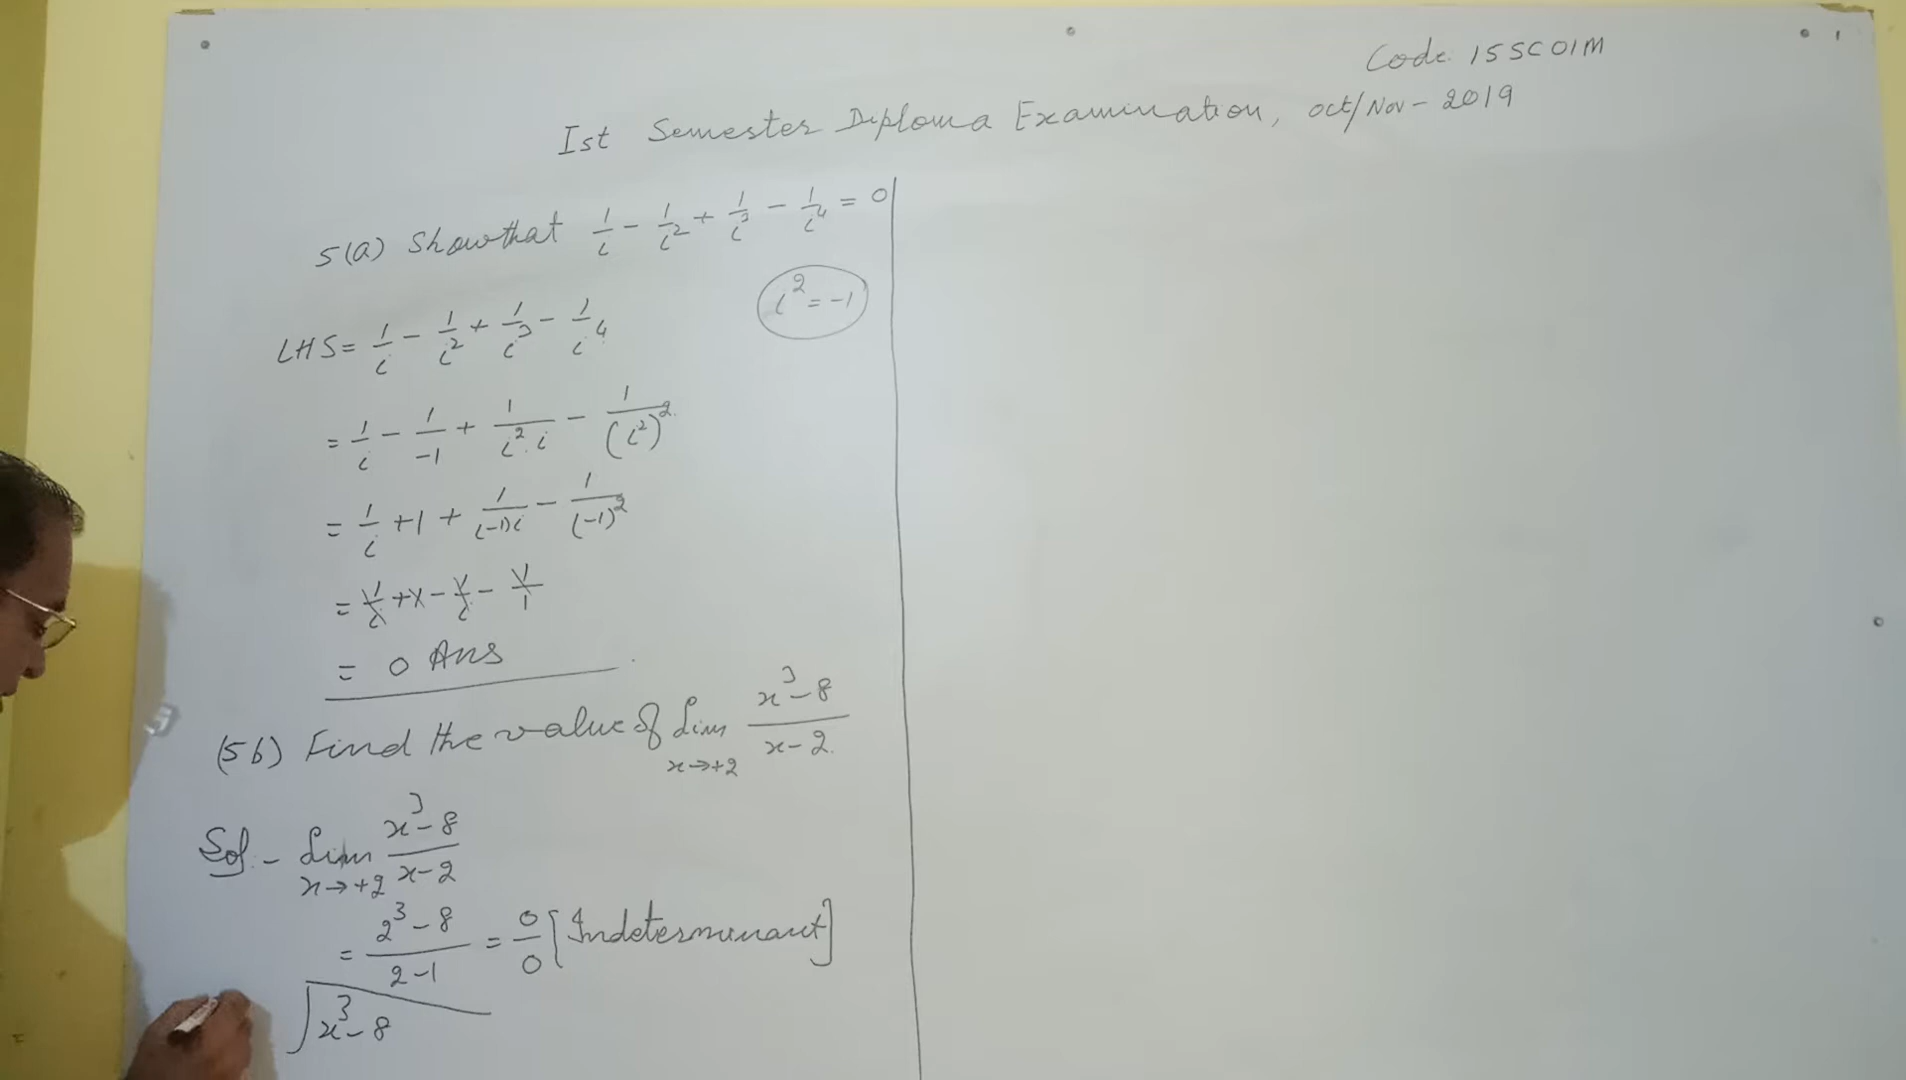 Code 15SC01M
Ist Semester Diploma Examination, oct/Nov-2019
5(a) Show that 1/i - 1/i² + 1/i³ - 1/i⁴ = 0
i² = -1
LHS = 1/i - 1/i² + 1/i³ - 1/i⁴
= 1/i - 1/-1 + 1/i².i - 1/(i²)²
= 1/i + 1 + 1/(-1)i - 1/(-1)²
= 1/i + 1 - 1/i - 1/1
= 0 Ans
(5b) Find the value of Lim x→+2 x³-8/x-2.
Sol. - Lim x→+2 x³-8/x-2
= 2³-8/2-1 = 0/0 [Indeterminant]
x³-8